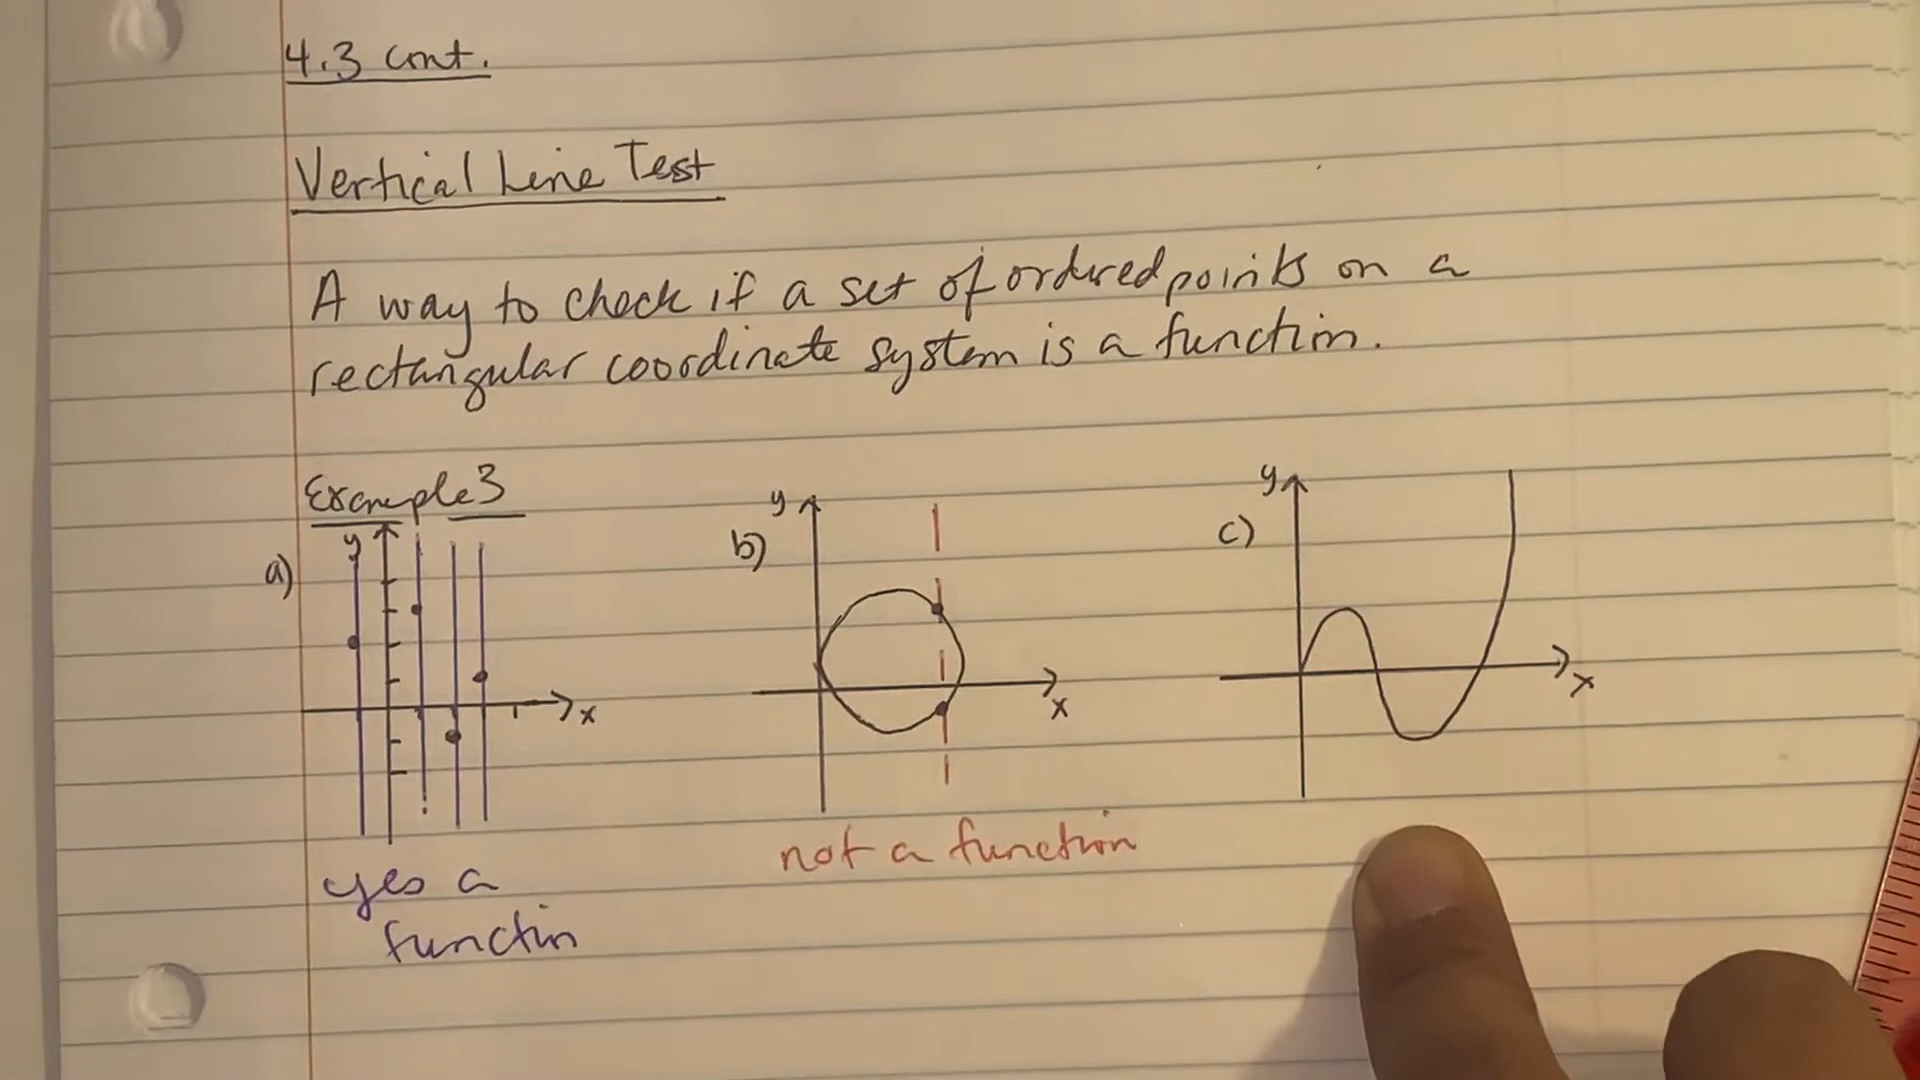 4.3 cont.
Vertical Line Test
A way to check if a set of ordered points on a
rectangular coordinate system is a function.
Example 3
a)
y
x
yes a
function
b)
y
x
not a function
c)
y
x